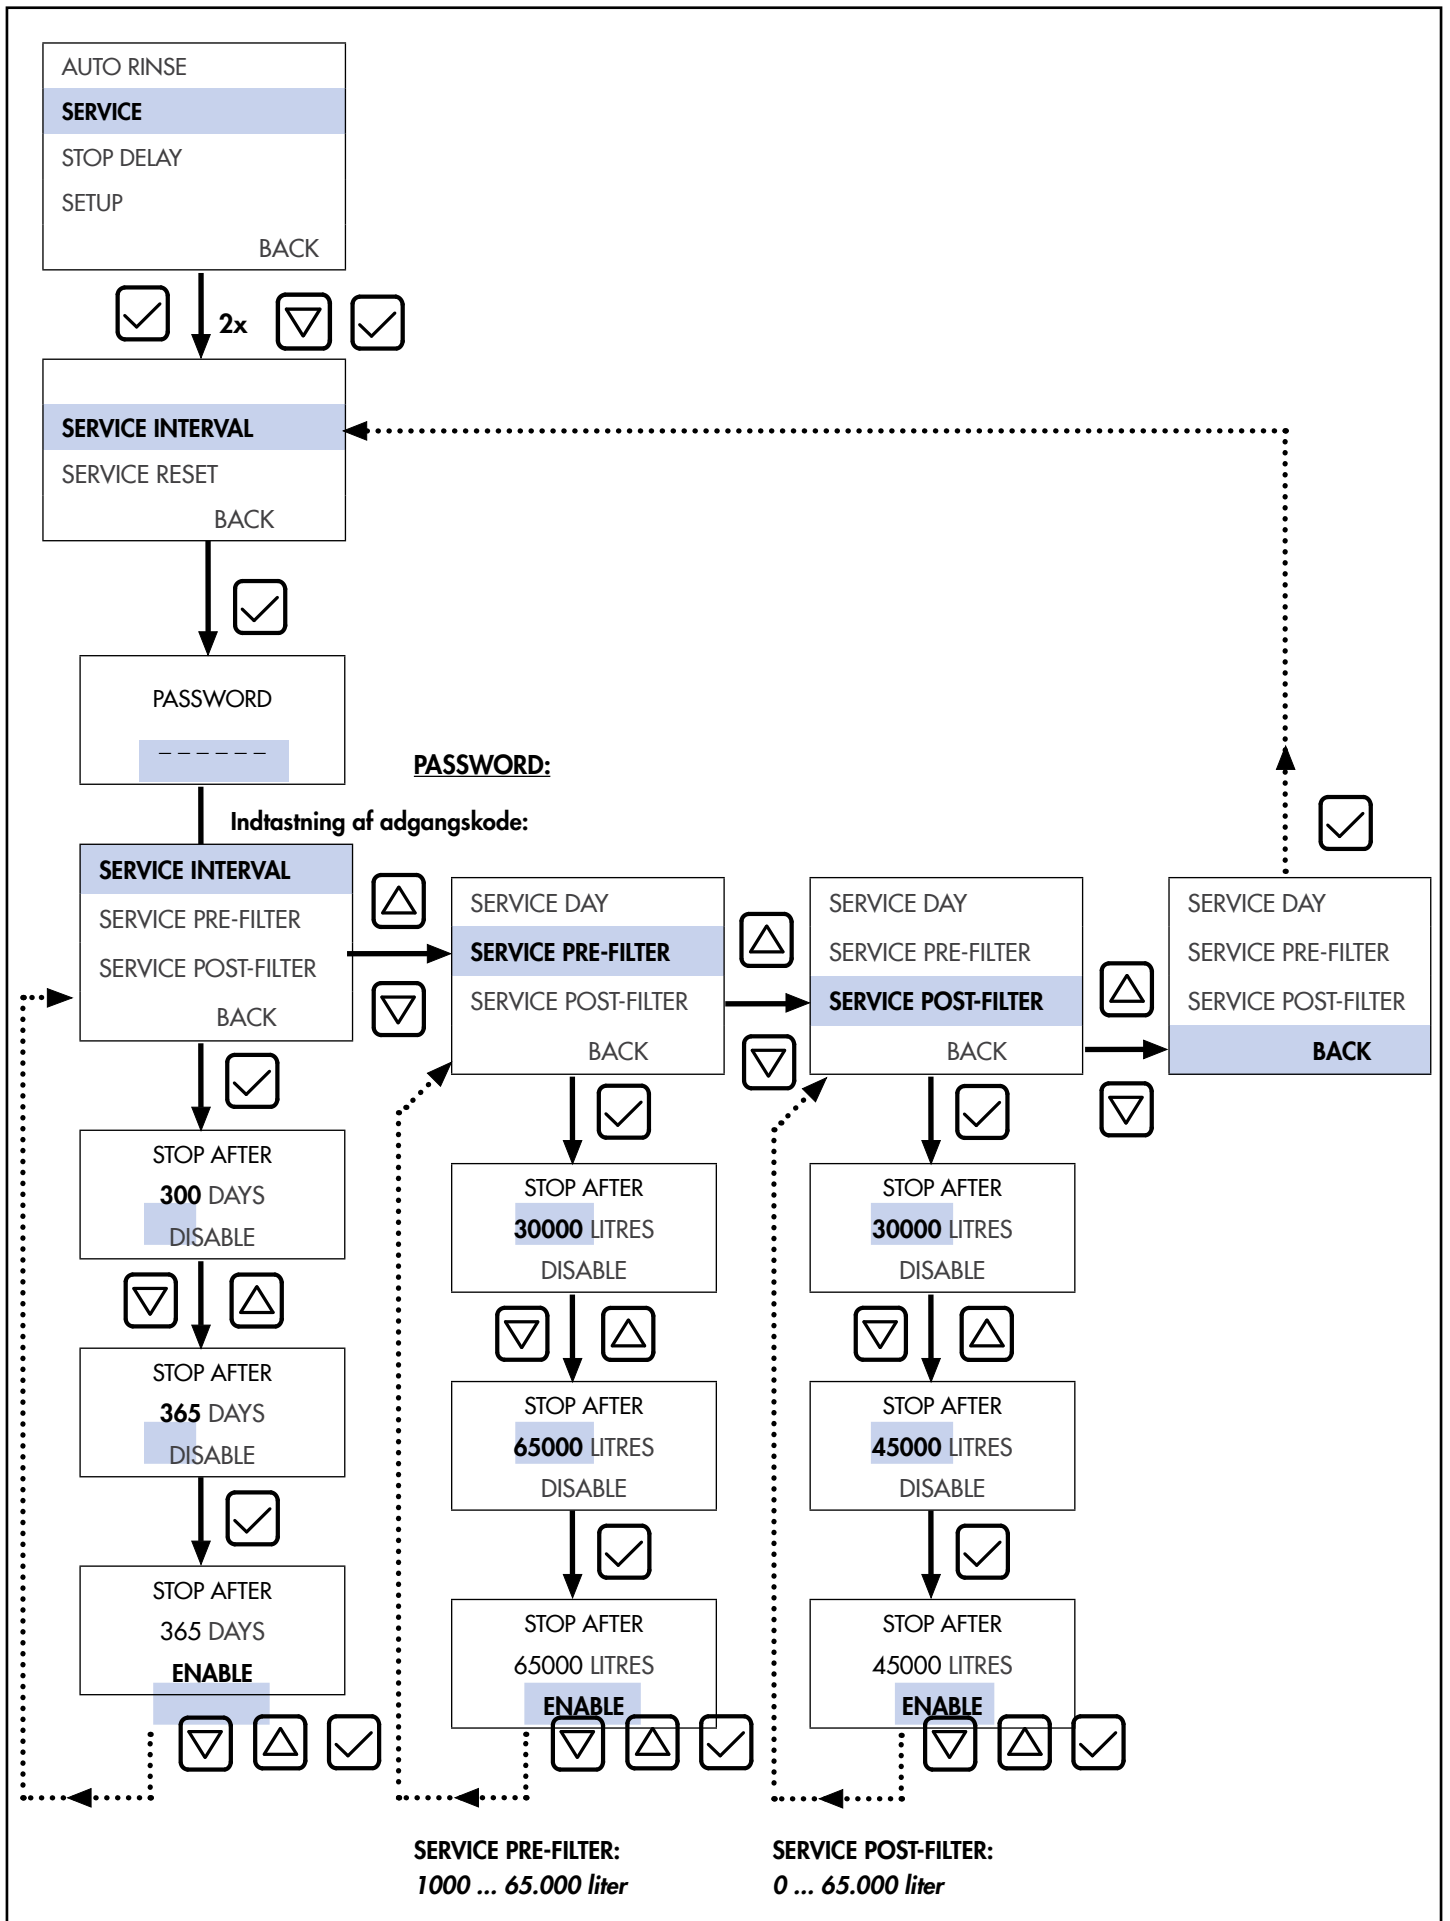 AUTO RINSE
SERVICE
STOP DELAY
SETUP
BACK
2x
SERVICE INTERVAL
SERVICE RESET
BACK
PASSWORD
_ _ _ _ _ _
PASSWORD:
Indtastning af adgangskode:
SERVICE INTERVAL
SERVICE PRE-FILTER
SERVICE POST-FILTER
BACK
SERVICE DAY
SERVICE PRE-FILTER
SERVICE POST-FILTER
BACK
SERVICE DAY
SERVICE PRE-FILTER
SERVICE POST-FILTER
BACK
SERVICE DAY
SERVICE PRE-FILTER
SERVICE POST-FILTER
BACK
STOP AFTER
300 DAYS
DISABLE
STOP AFTER
30000 LITRES
DISABLE
STOP AFTER
30000 LITRES
DISABLE
STOP AFTER
365 DAYS
DISABLE
STOP AFTER
65000 LITRES
DISABLE
STOP AFTER
45000 LITRES
DISABLE
STOP AFTER
365 DAYS
ENABLE
STOP AFTER
65000 LITRES
ENABLE
STOP AFTER
45000 LITRES
ENABLE
SERVICE PRE-FILTER:
1000 ... 65.000 liter
SERVICE POST-FILTER:
0 ... 65.000 liter